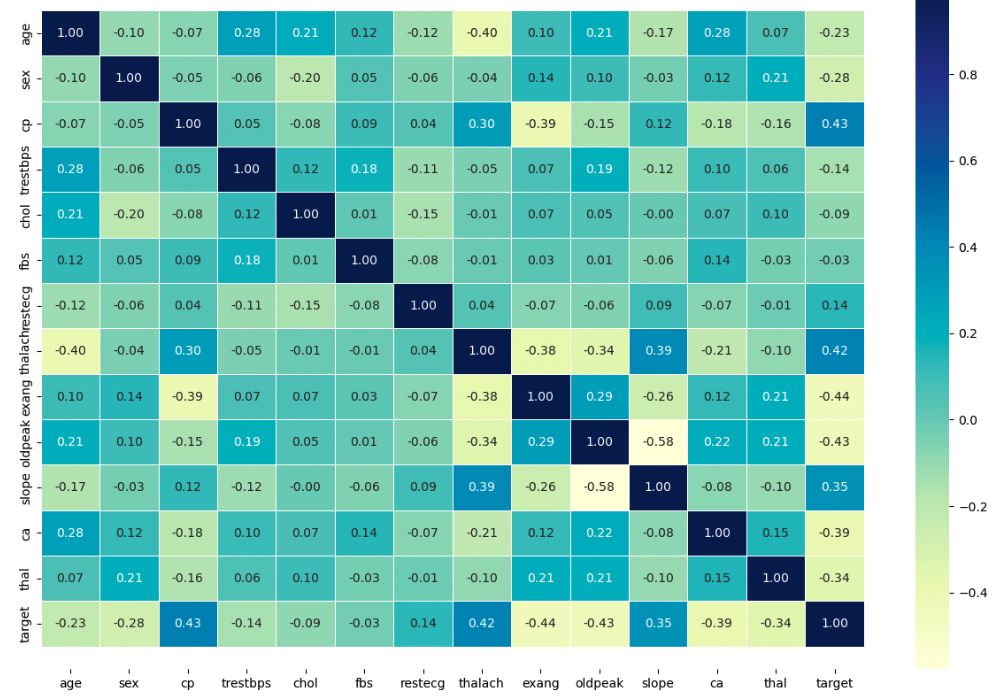 age 1.00 -0.10 -0.07 0.28 0.21 0.12 -0.12 -0.40 0.10 0.21 -0.17 0.28 0.07 -0.23
sex -0.10 1.00 -0.05 -0.06 -0.20 0.05 -0.06 -0.04 0.14 0.10 -0.03 0.12 0.21 -0.28
cp -0.07 -0.05 1.00 0.05 -0.08 0.09 0.04 0.30 -0.39 -0.15 0.12 -0.18 -0.16 0.43
trestbps 0.28 -0.06 0.05 1.00 0.12 0.18 -0.11 -0.05 0.07 0.19 -0.12 0.10 0.06 -0.14
chol 0.21 -0.20 -0.08 0.12 1.00 0.01 -0.15 -0.01 0.07 0.05 -0.00 0.07 0.10 -0.09
fbs 0.12 0.05 0.09 0.18 0.01 1.00 -0.08 -0.01 0.03 0.01 -0.06 0.14 -0.03 -0.03
restecg -0.12 -0.06 0.04 -0.11 -0.15 -0.08 1.00 0.04 -0.07 -0.06 0.09 -0.07 -0.01 0.14
thalach -0.40 -0.04 0.30 -0.05 -0.01 -0.01 0.04 1.00 -0.38 -0.34 0.39 -0.21 -0.10 0.42
exang 0.10 0.14 -0.39 0.07 0.07 0.03 -0.07 -0.38 1.00 0.29 -0.26 0.12 0.21 -0.44
oldpeak 0.21 0.10 -0.15 0.19 0.05 0.01 -0.06 -0.34 0.29 1.00 -0.58 0.22 0.21 -0.43
slope -0.17 -0.03 0.12 -0.12 -0.00 -0.06 0.09 0.39 -0.26 -0.58 1.00 -0.08 -0.10 0.35
ca 0.28 0.12 -0.18 0.10 0.07 0.14 -0.07 -0.21 0.12 0.22 -0.08 1.00 0.15 -0.39
thal 0.07 0.21 -0.16 0.06 0.10 -0.03 -0.01 -0.10 0.21 0.21 -0.10 0.15 1.00 -0.34
target -0.23 -0.28 0.43 -0.14 -0.09 -0.03 0.14 0.42 -0.44 -0.43 0.35 -0.39 -0.34 1.00
age sex cp trestbps chol fbs restecg thalach exang oldpeak slope ca thal target
0.8
0.6
0.4
0.2
0.0
−0.2
−0.4